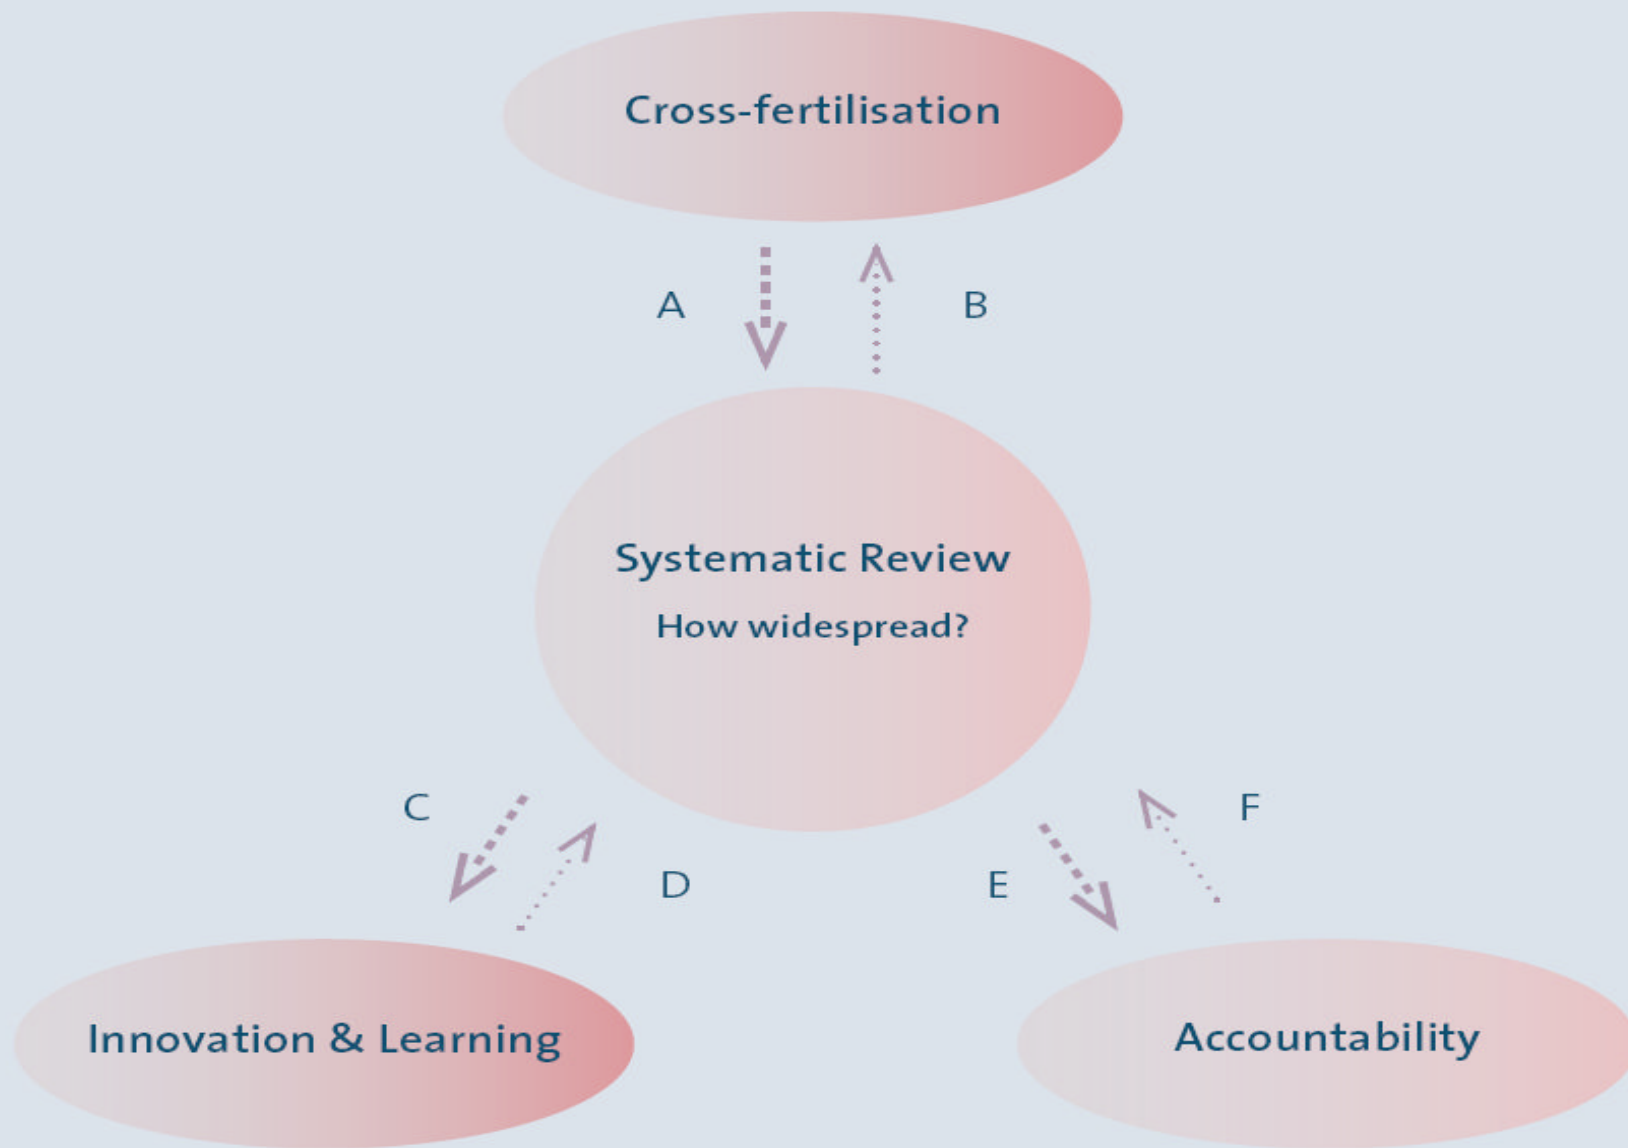 Cross-fertilisation
A
B
Systematic Review
How widespread?
C
F
D
E
Innovation & Learning
Accountability